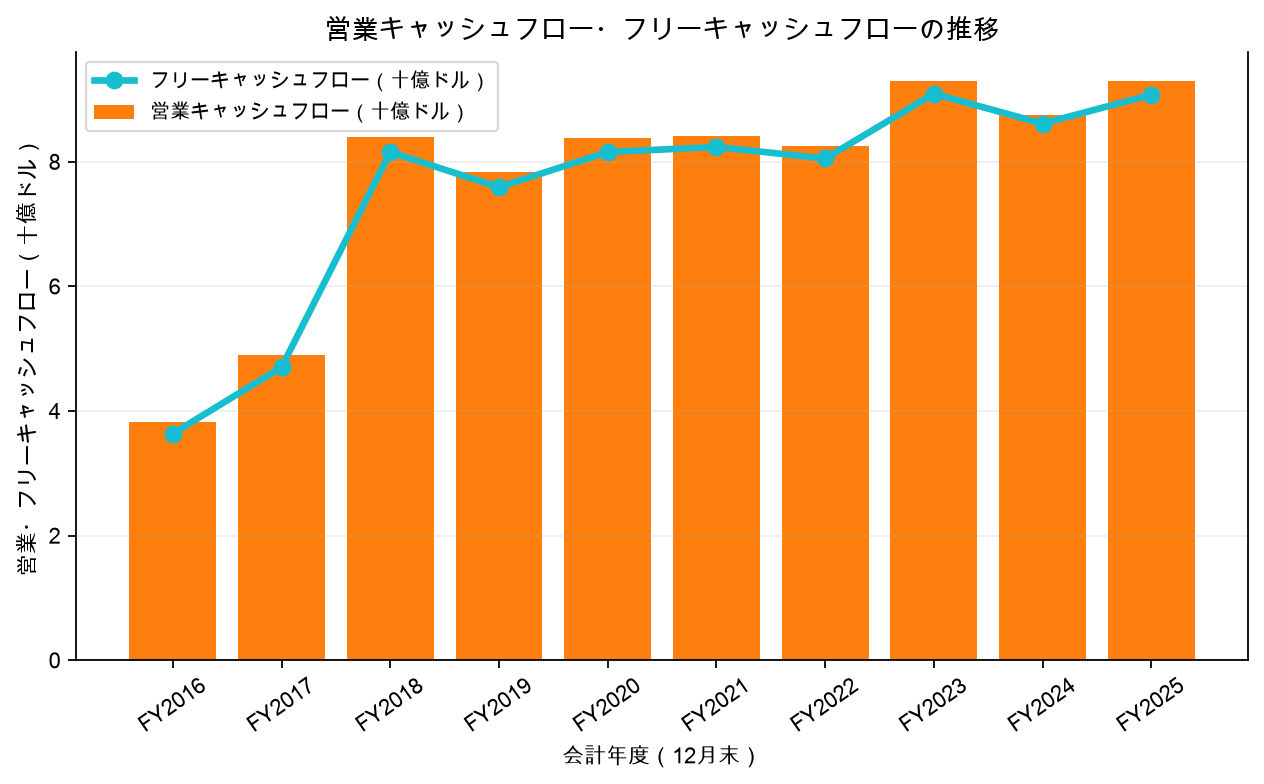 営業キャッシュフロー・フリーキャッシュフローの推移
フリーキャッシュフロー（十億ドル）
営業キャッシュフロー（十億ドル）
営業・フリーキャッシュフロー（十億ドル）
8
6
4
2
0
FY2016
FY2017
FY2018
FY2019
FY2020
FY2021
FY2022
FY2023
FY2024
FY2025
会計年度（12月末）